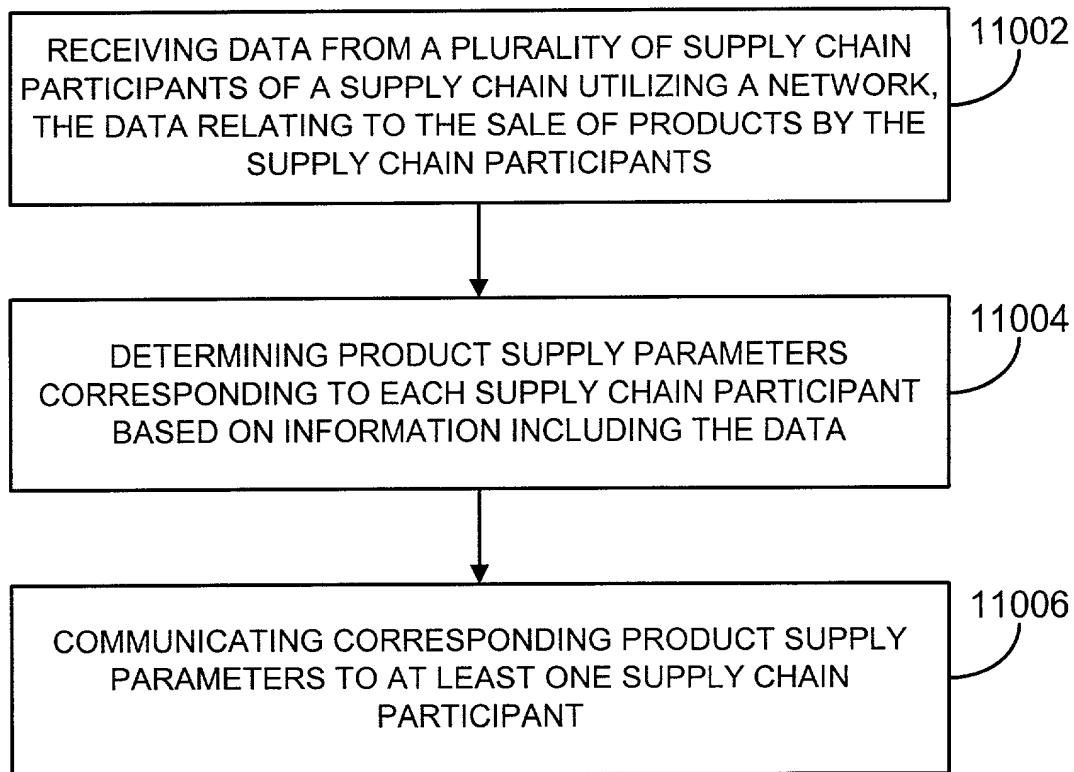 RECEIVING DATA FROM A PLURALITY OF SUPPLY CHAIN
PARTICIPANTS OF A SUPPLY CHAIN UTILIZING A NETWORK,
THE DATA RELATING TO THE SALE OF PRODUCTS BY THE
SUPPLY CHAIN PARTICIPANTS
11002
DETERMINING PRODUCT SUPPLY PARAMETERS
CORRESPONDING TO EACH SUPPLY CHAIN PARTICIPANT
BASED ON INFORMATION INCLUDING THE DATA
11004
COMMUNICATING CORRESPONDING PRODUCT SUPPLY
PARAMETERS TO AT LEAST ONE SUPPLY CHAIN
PARTICIPANT
11006